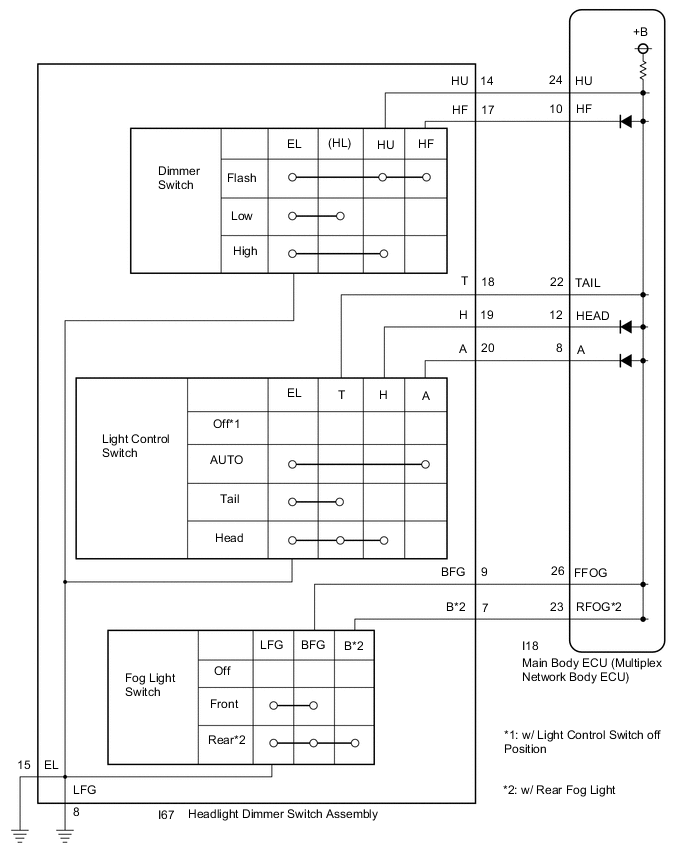 +B
HU 14 24 HU
HF 17 10 HF
EL (HL) HU HF
Dimmer
Switch
Flash
Low
High
T 18 22 TAIL
H 19 12 HEAD
A 20 8 A
EL T H A
Off*1
Light Control
Switch
AUTO
Tail
Head
BFG 9 26 FFOG
B*2 7 23 RFOG*2
LFG BFG B*2
Off
Fog Light
Switch
Front
Rear*2
I18
Main Body ECU (Multiplex
Network Body ECU)
*1: w/ Light Control Switch off
Position
*2: w/ Rear Fog Light
15 EL
LFG
8
I67 Headlight Dimmer Switch Assembly